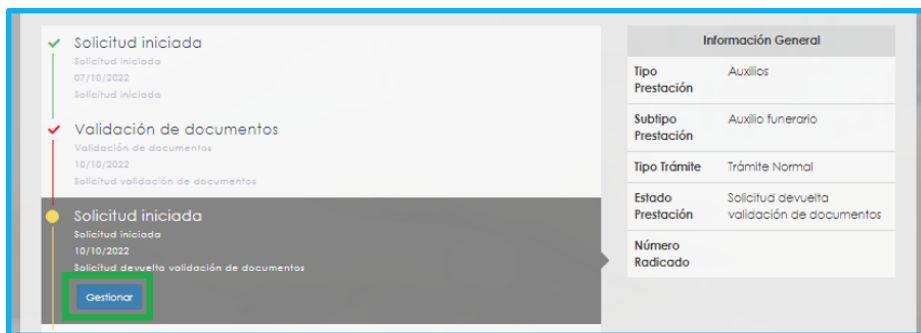 Solicitud iniciada
Solicitud iniciada
07/10/2022
Solicitud iniciada
Validación de documentos
Validación de documentos
10/10/2022
Solicitud validación de documentos
Solicitud iniciada
Solicitud iniciada
10/10/2022
Solicitud devuelta validación de documentos
Gestionar
Información General
Tipo Auxilios
Prestación
Subtipo Auxilio funerario
Prestación
Tipo Trámite Trámite Normal
Estado Solicitud devuelta
Prestación validación de documentos
Número
Radicado